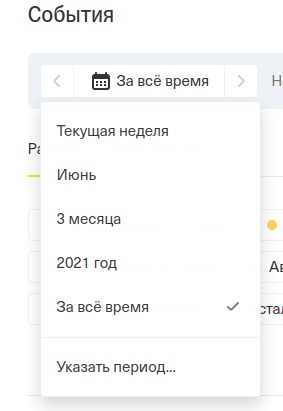 События
За всё время
Текущая неделя
Июнь
3 месяца
2021 год
За всё время
Указать период...